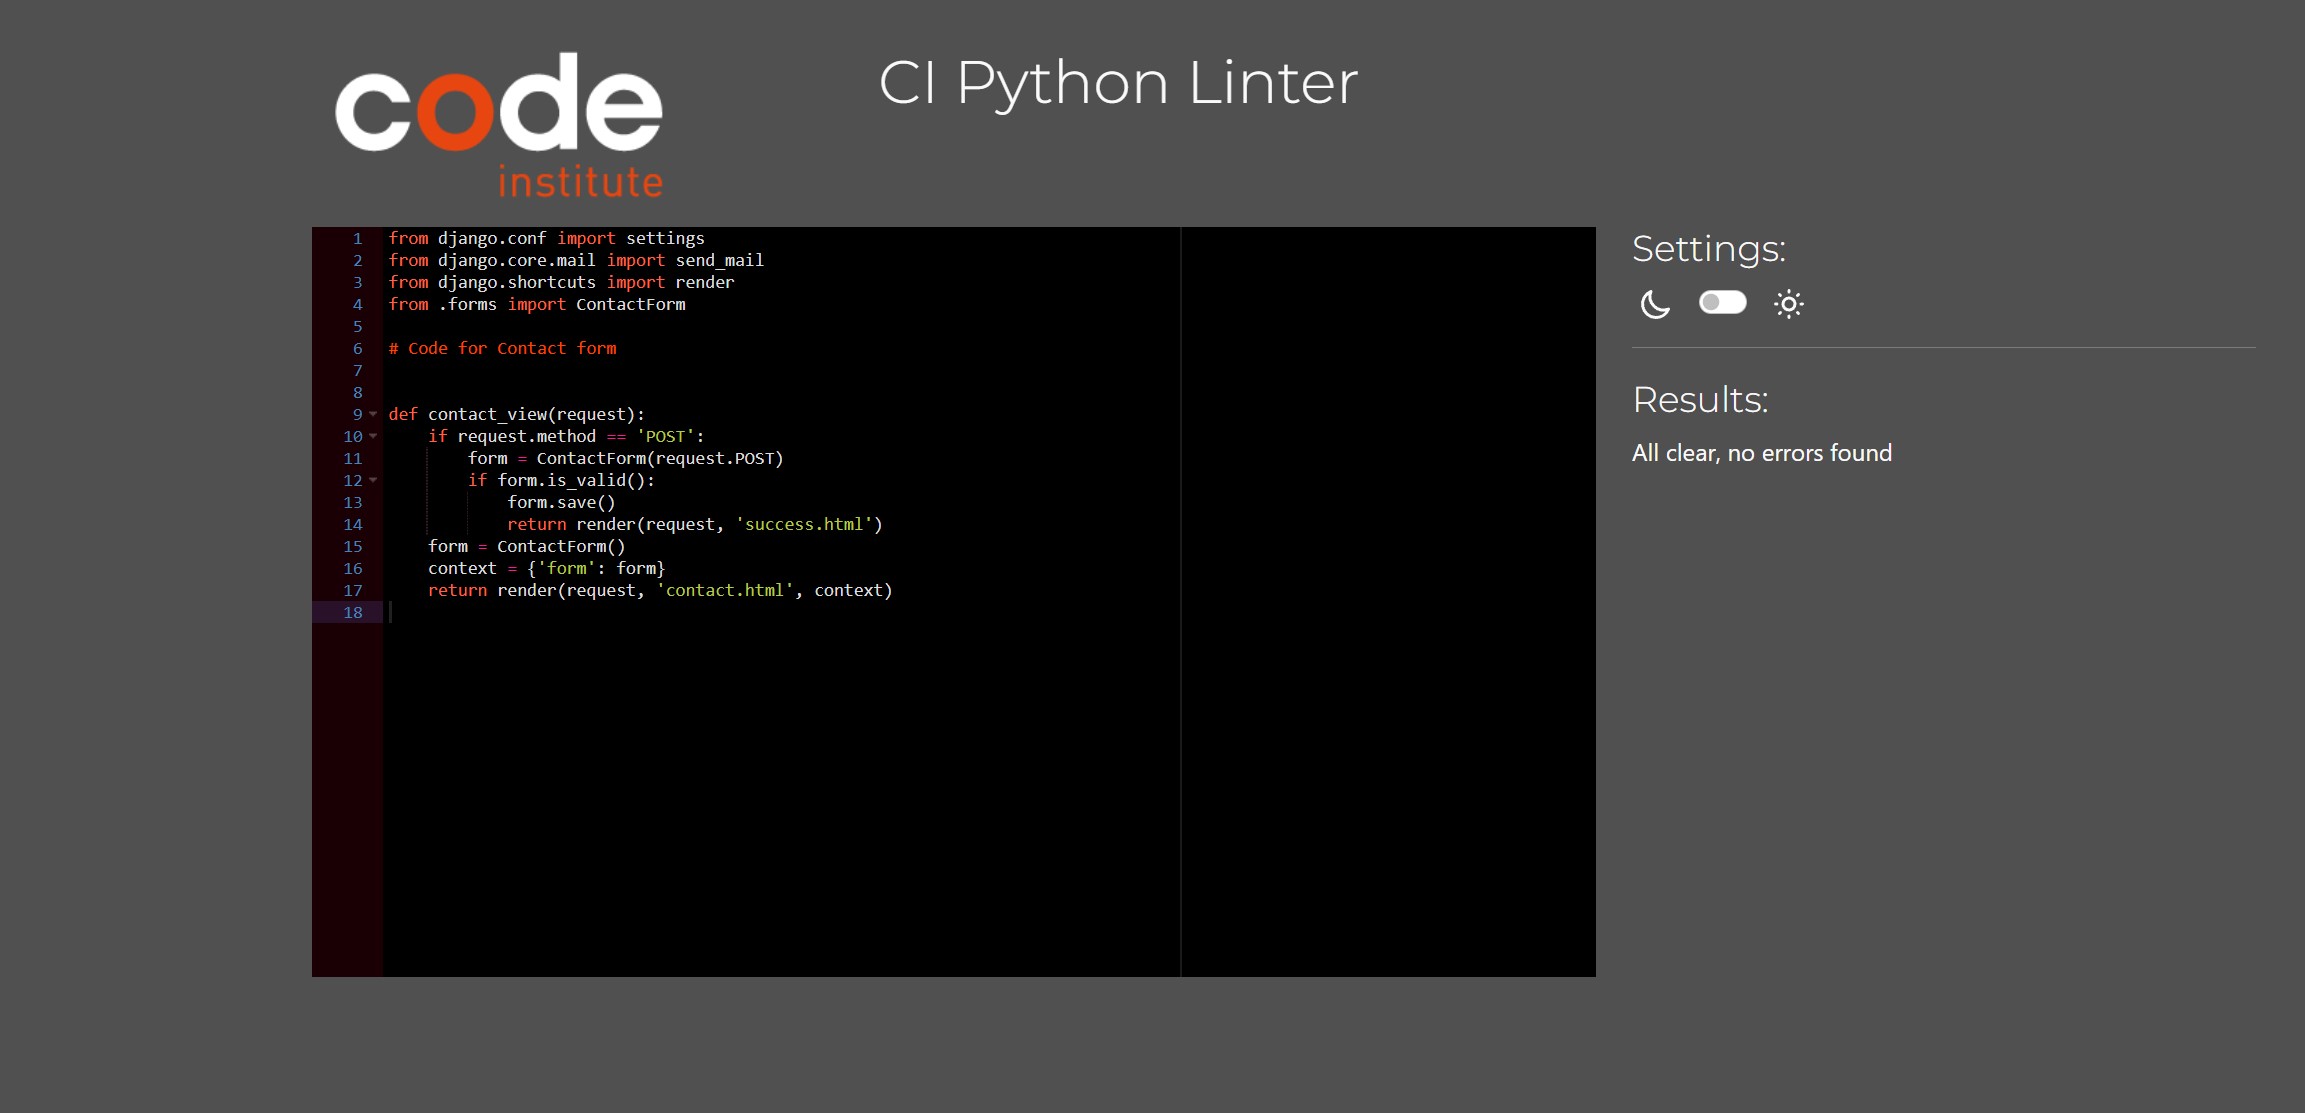 code
institute
CI Python Linter
1 from django.conf import settings
2 from django.core.mail import send_mail
3 from django.shortcuts import render
4 from .forms import ContactForm
5
6 # Code for Contact form
7
8
9 def contact_view(request):
10     if request.method == 'POST':
11         form = ContactForm(request.POST)
12         if form.is_valid():
13             form.save()
14             return render(request, 'success.html')
15     form = ContactForm()
16     context = {'form': form}
17     return render(request, 'contact.html', context)
18
Settings:
Results:
All clear, no errors found